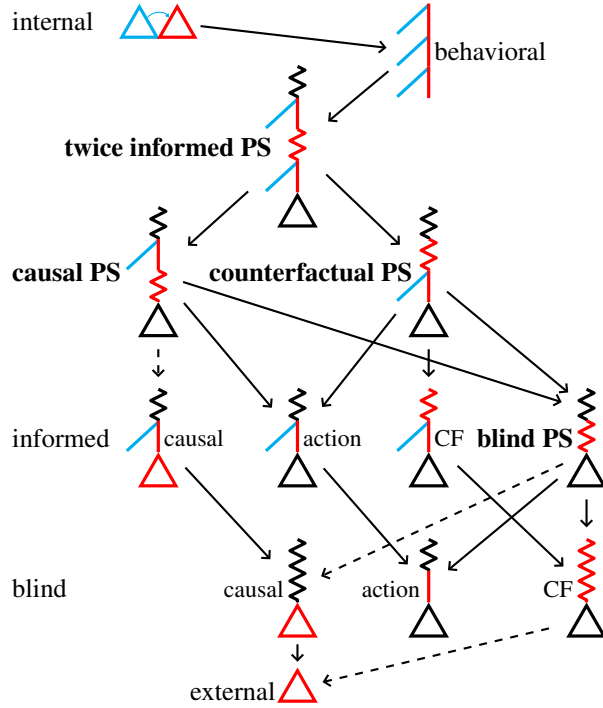 internal
behavioral
twice informed PS
causal PS
counterfactual PS
informed
causal
action
CF
blind PS
blind
causal
action
CF
external